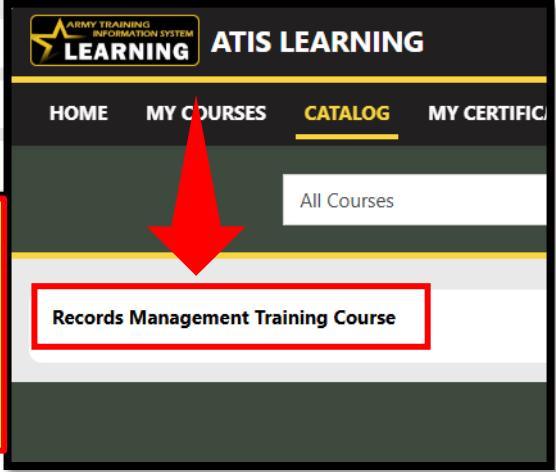 ARMY TRAINING
INFORMATION SYSTEM
LEARNING
ATIS LEARNING
HOME MY COURSES CATALOG MY CERTIFICA
All Courses
Records Management Training Course